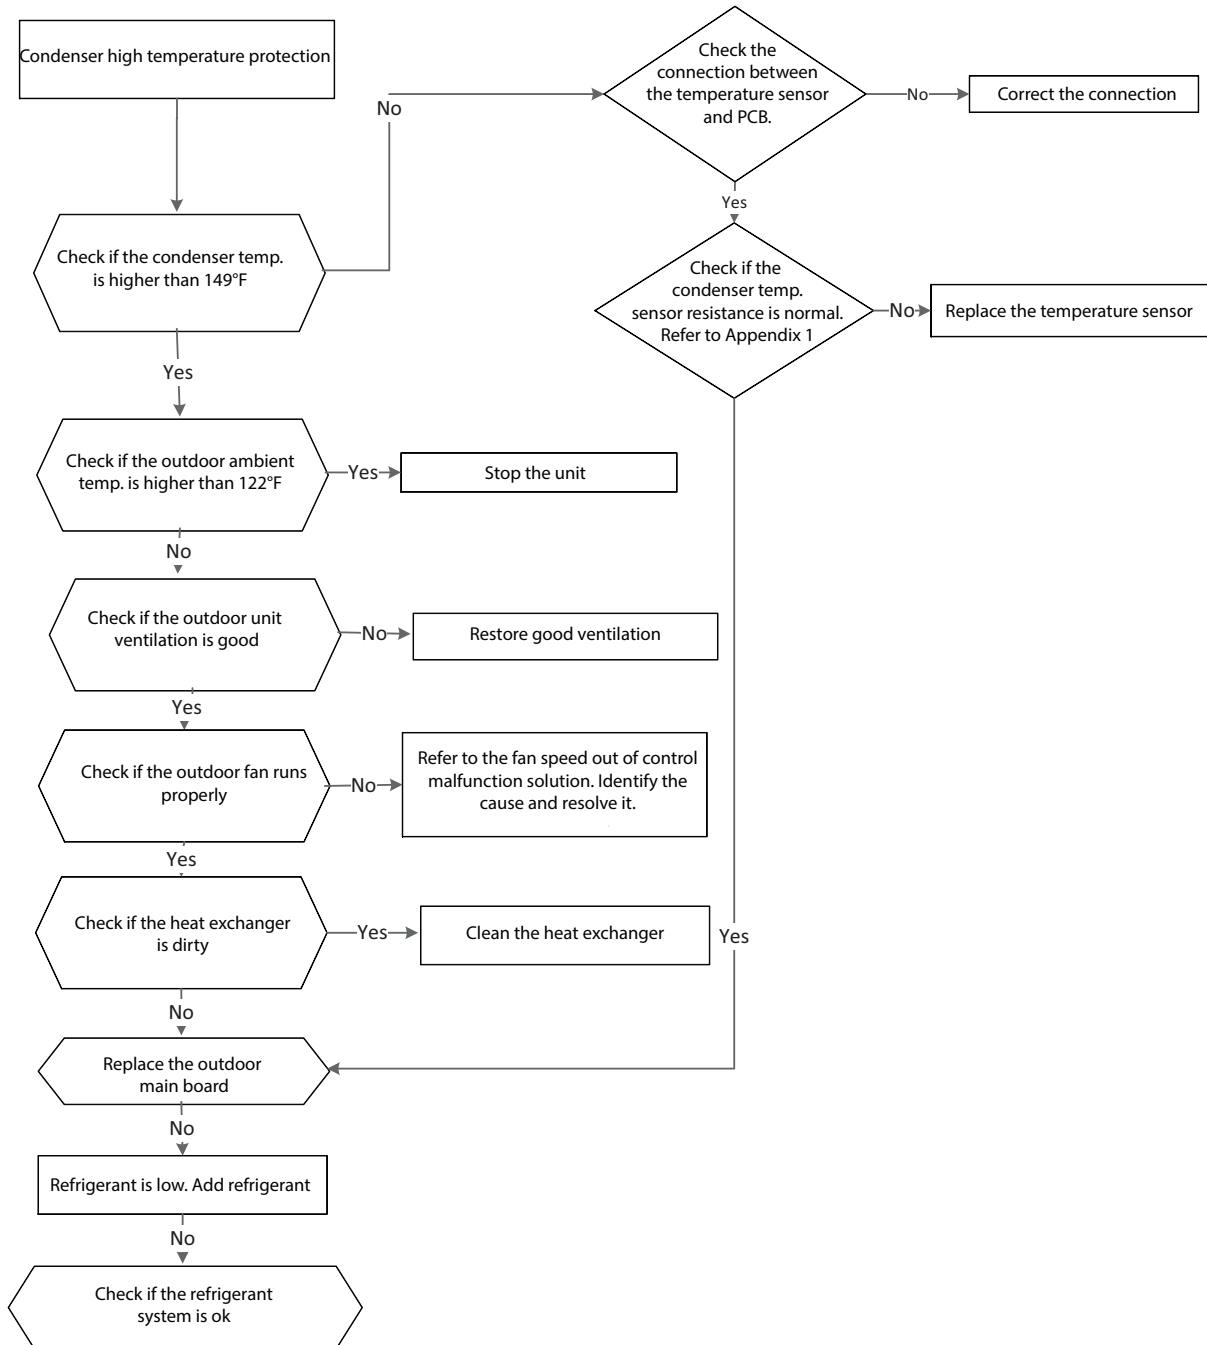 Condenser high temperature protection
No
Check the
connection between
the temperature sensor
and PCB.
No
Correct the connection
Yes
Check if the condenser temp.
is higher than 149°F
Check if the
condenser temp.
sensor resistance is normal.
Refer to Appendix 1
No
Replace the temperature sensor
Yes
Check if the outdoor ambient
temp. is higher than 122°F
Yes
Stop the unit
No
Check if the outdoor unit
ventilation is good
No
Restore good ventilation
Yes
Check if the outdoor fan runs
properly
No
Refer to the fan speed out of control
malfunction solution. Identify the
cause and resolve it.
Yes
Check if the heat exchanger
is dirty
Yes
Clean the heat exchanger
Yes
No
Replace the outdoor
main board
No
Refrigerant is low. Add refrigerant
No
Check if the refrigerant
system is ok